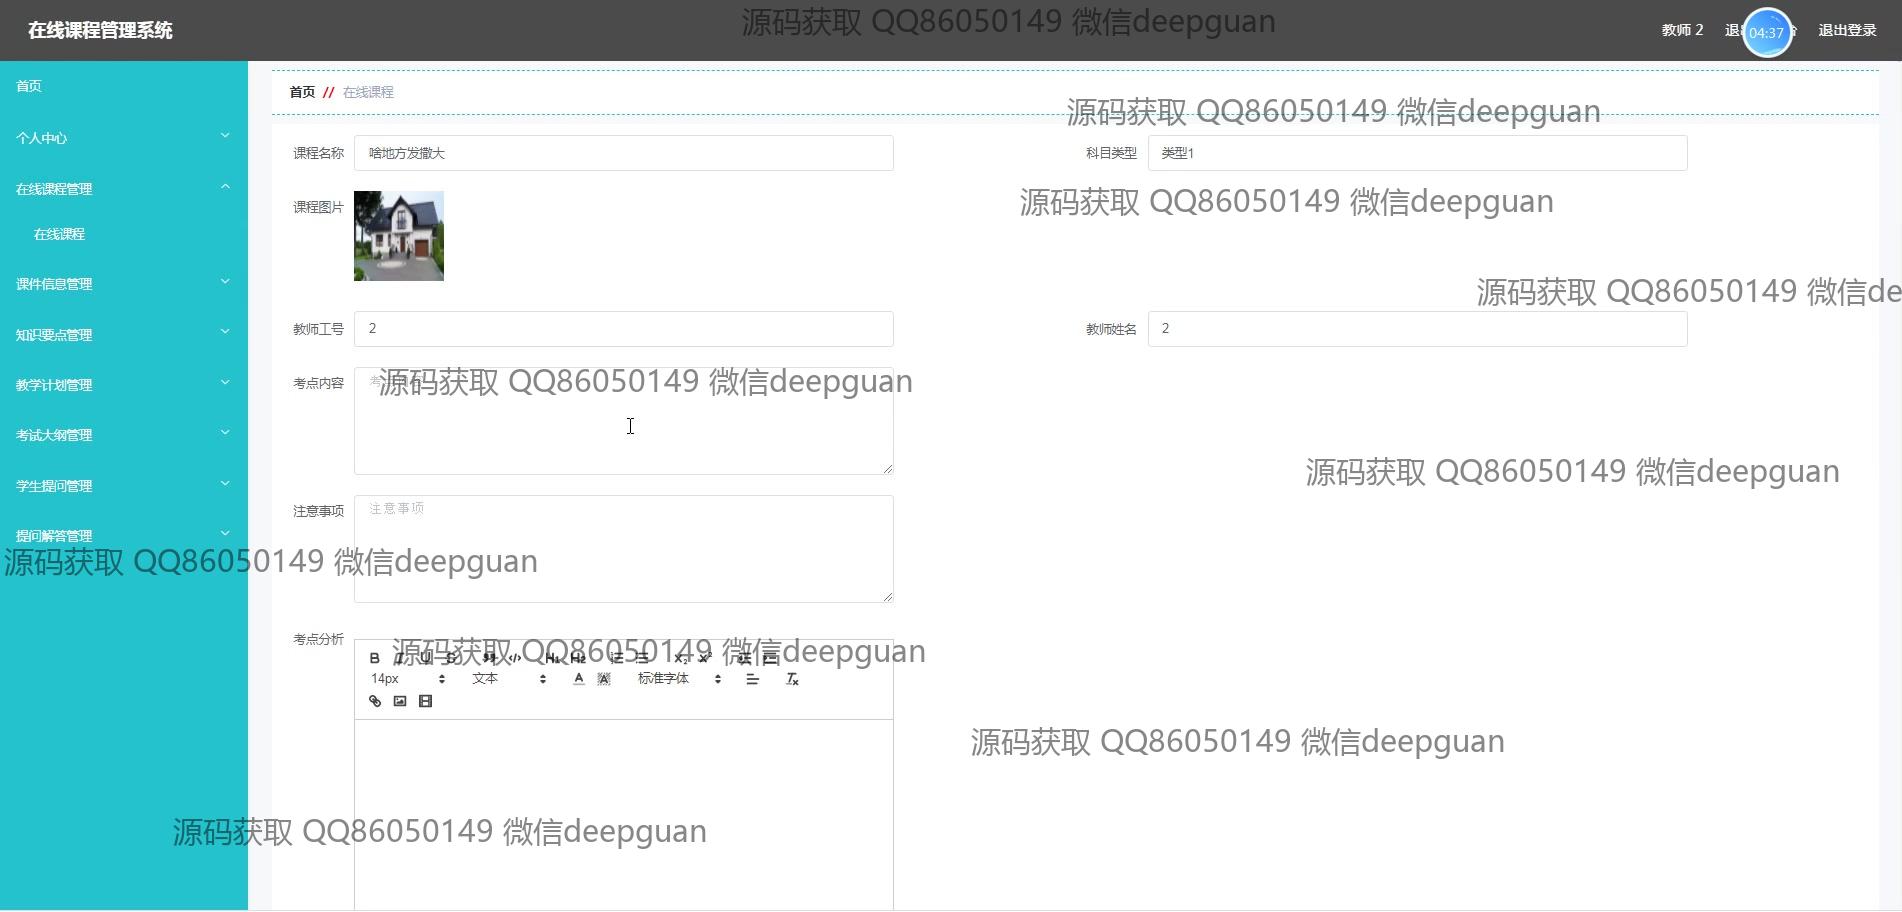 在线课程管理系统
源码获取 QQ86050149 微信deepguan
教师 2
04:37
退出登录
首页
个人中心
在线课程管理
在线课程
课件信息管理
知识要点管理
教学计划管理
考试大纲管理
学生提问管理
提问解答管理
首页 // 在线课程
源码获取 QQ86050149 微信deepguan
课程名称 啥地方发撒大 科目类型 类型1
源码获取 QQ86050149 微信deepguan
课程图片
源码获取 QQ86050149 微信de
教师工号 2 教师姓名 2
考点内容
源码获取 QQ86050149 微信deepguan
源码获取 QQ86050149 微信deepguan
注意事项 注意事项
源码获取 QQ86050149 微信deepguan
考点分析
源码获取 QQ86050149 微信deepguan
B I U S H1 H2 X2 X2
14px 文本 A A 标准字体 Tx
源码获取 QQ86050149 微信deepguan
源码获取 QQ86050149 微信deepguan